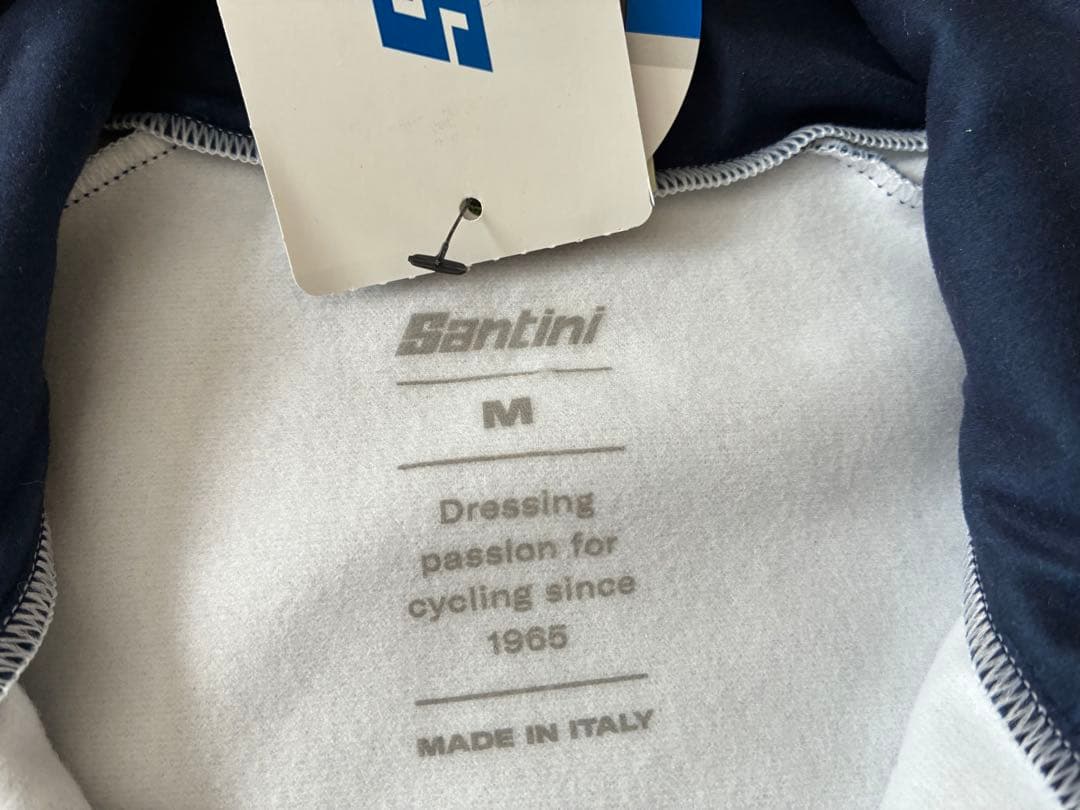 Santini
M
Dressing
passion for
cycling since
1965
MADE IN ITALY